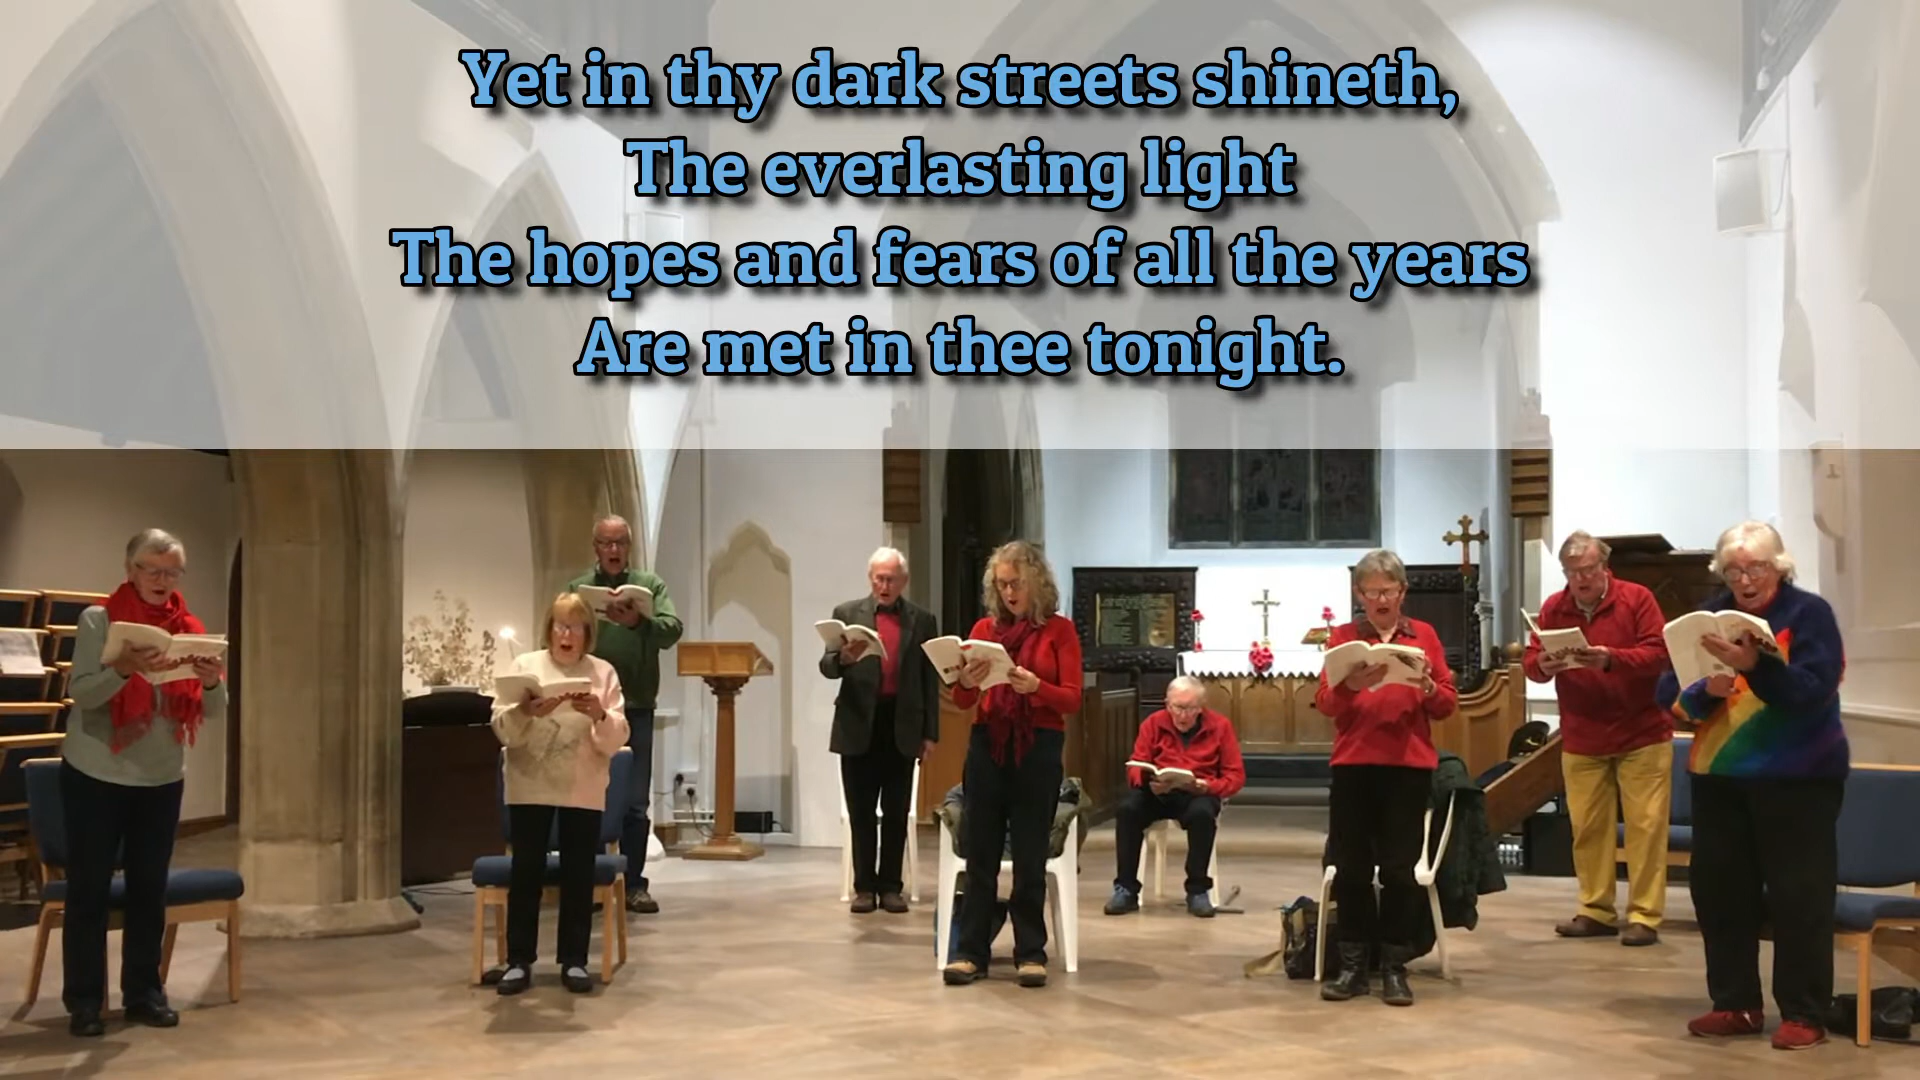 Yet in thy dark streets shineth,
The everlasting light
The hopes and fears of all the years
Are met in thee tonight.